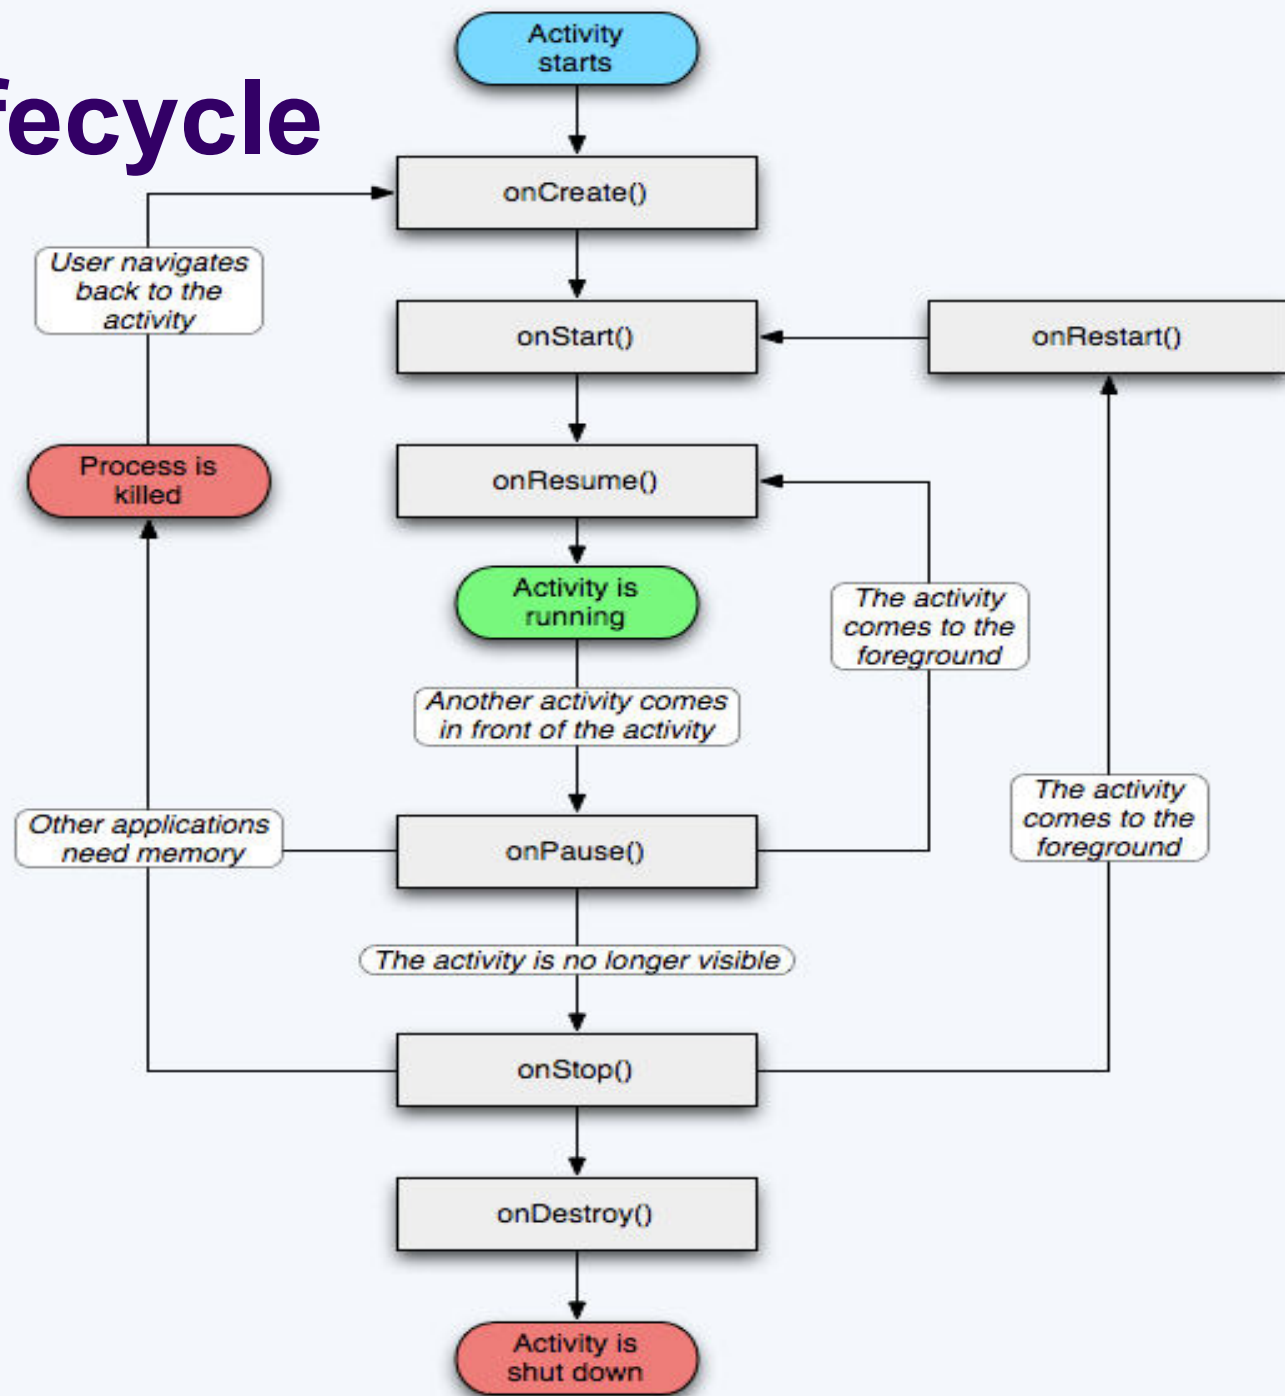 Activity
starts
fecycle
onCreate()
User navigates
back to the
activity
onStart()
onRestart()
Process is
killed
onResume()
Activity is
running
The activity
comes to the
foreground
Another activity comes
in front of the activity
The activity
comes to the
foreground
Other applications
need memory
onPause()
The activity is no longer visible
onStop()
onDestroy()
Activity is
shut down